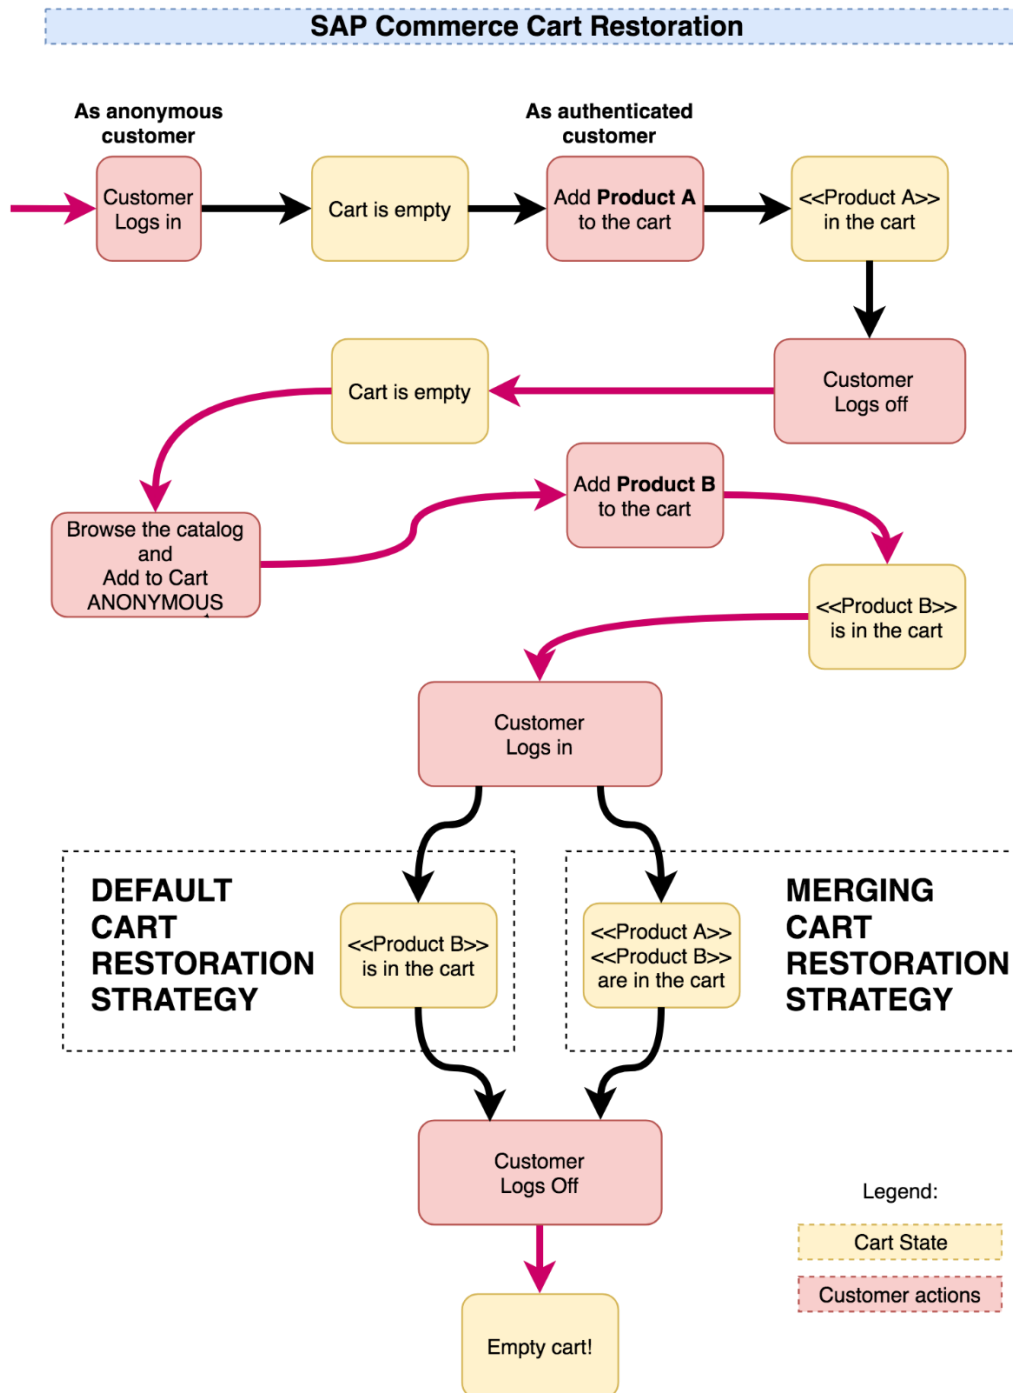 SAP Commerce Cart Restoration
As anonymous
customer
As authenticated
customer
Customer
Logs in
Cart is empty
Add Product A
to the cart
<<Product A>>
in the cart
Cart is empty
Customer
Logs off
Add Product B
to the cart
Browse the catalog
and
Add to Cart
ANONYMOUS
<<Product B>>
is in the cart
Customer
Logs in
DEFAULT
CART
RESTORATION
STRATEGY
<<Product B>>
is in the cart
<<Product A>>
<<Product B>>
are in the cart
MERGING
CART
RESTORATION
STRATEGY
Customer
Logs Off
Legend:
Cart State
Customer actions
Empty cart!